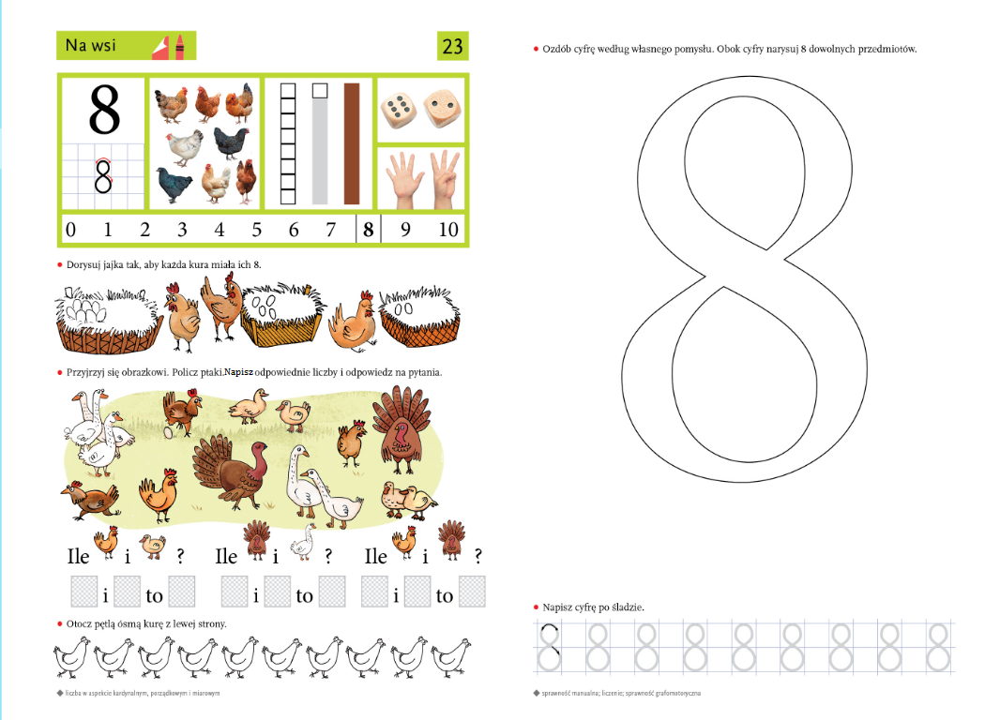 Na wsi
23
8
8
0 1 2 3 4 5 6 7 8 9 10
Dorysuj jajka tak, aby każda kura miała ich 8.
Przyjrzyj się obrazkowi. Policz ptaki.Napisz odpowiednie liczby i odpowiedz na pytania.
Ile i ? Ile i ? Ile i ?
i to i to i to
Otocz pętlą ósmą kurę z lewej strony.
liczba w aspekcie kardynalnym, porządkowym i miarowym
Ozdób cyfrę według własnego pomysłu. Obok cyfry narysuj 8 dowolnych przedmiotów.
8
Napisz cyfrę po śladzie.
8 8 8 8 8 8 8 8 8
sprawność manualna; liczenie; sprawność grafomotoryczna